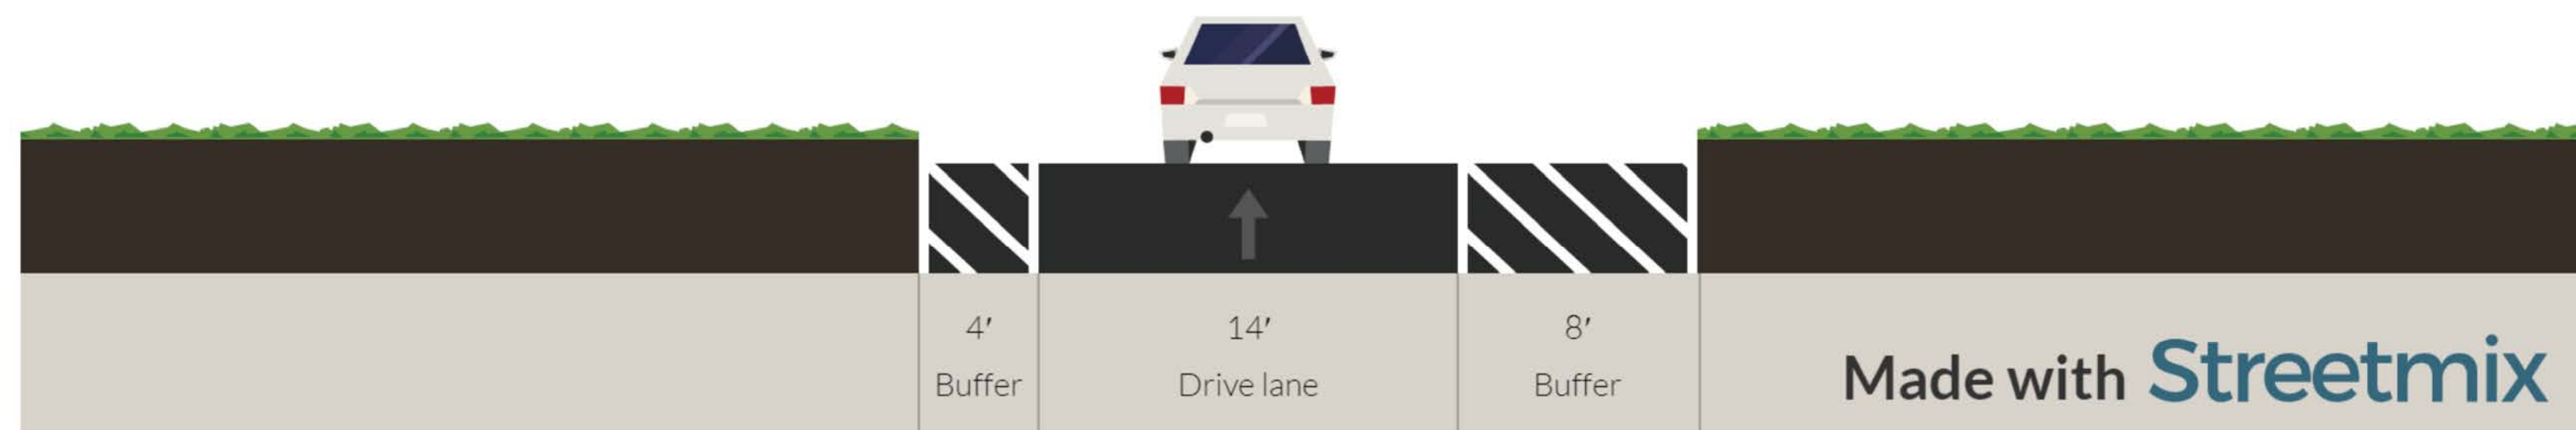 4′
Buffer
14′
Drive lane
8′
Buffer
Made with Streetmix